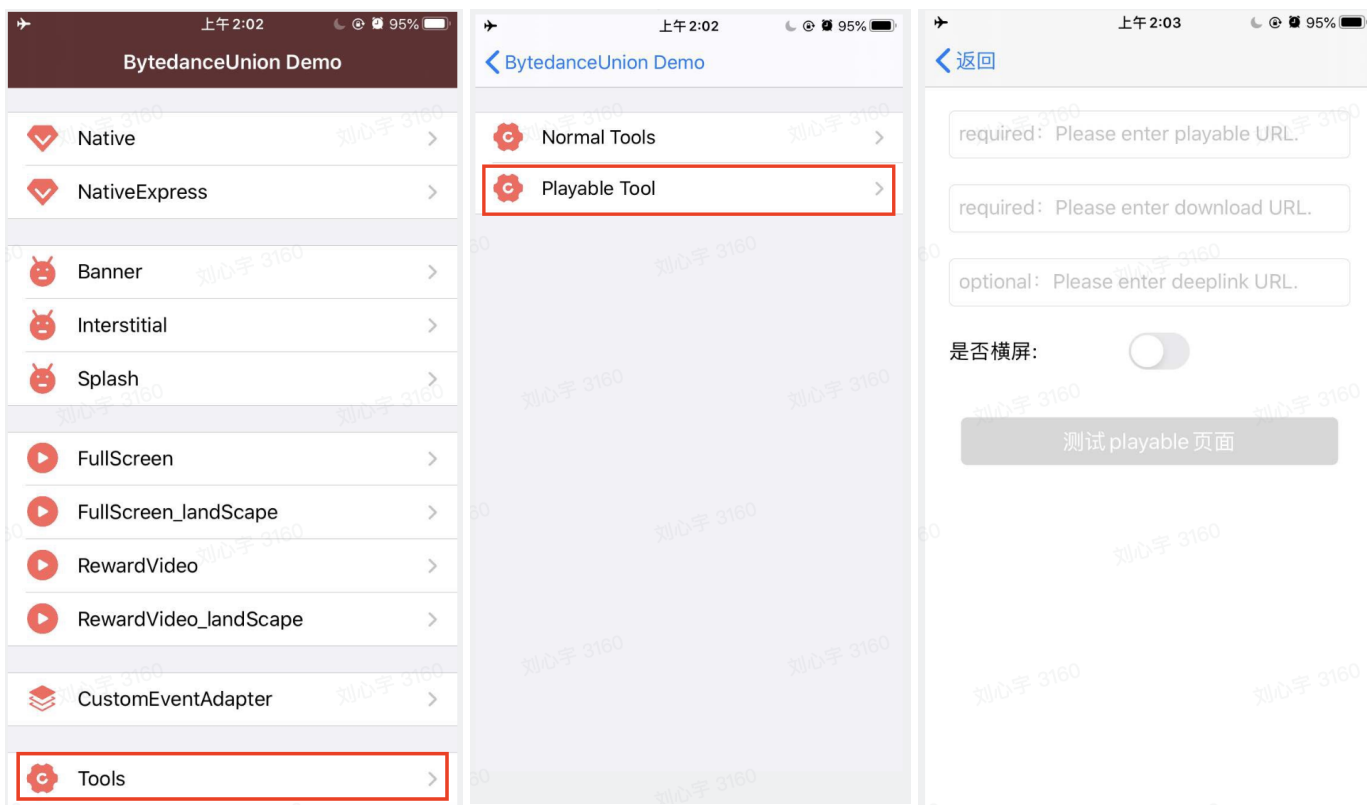 上午2:02
95%
BytedanceUnion Demo
Native
NativeExpress
Banner
Interstitial
Splash
FullScreen
FullScreen_landScape
RewardVideo
RewardVideo_landScape
CustomEventAdapter
Tools
上午2:02
95%
BytedanceUnion Demo
Normal Tools
Playable Tool
上午2:03
95%
返回
required：Please enter playable URL.
required：Please enter download URL.
optional：Please enter deeplink URL.
是否横屏:
测试playable页面
刘心宇 3160